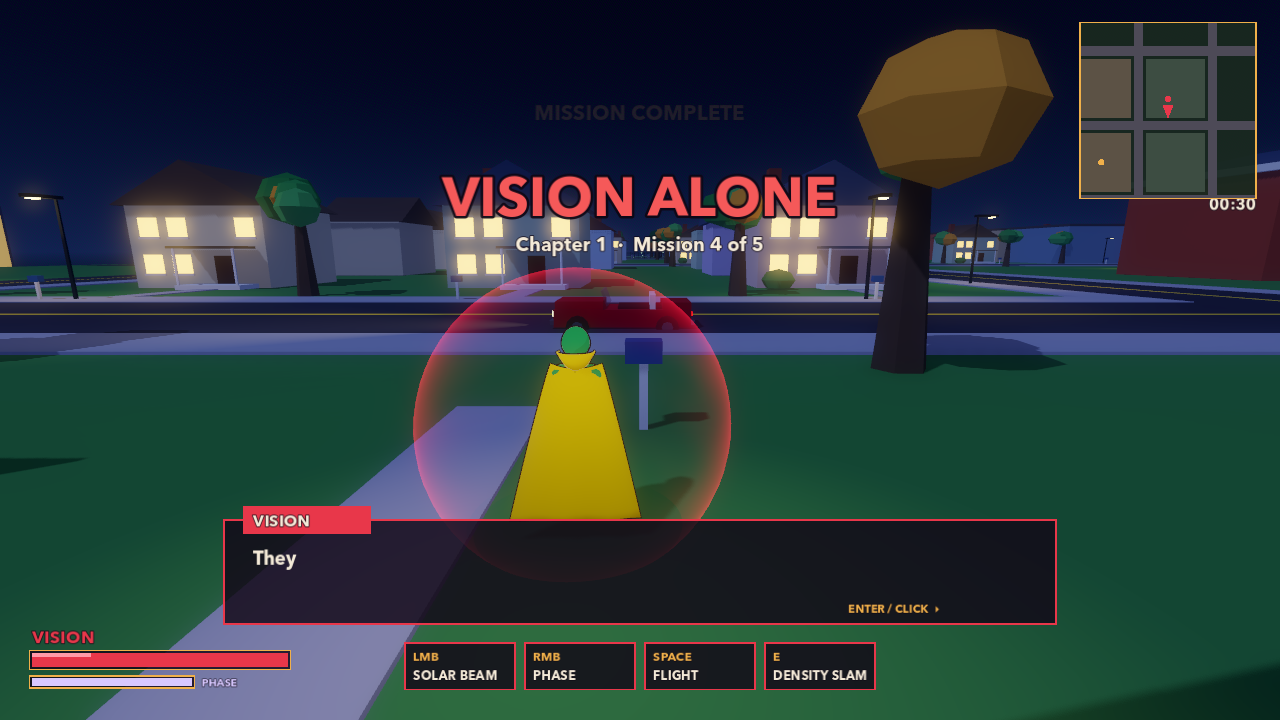 MISSION COMPLETE
VISION ALONE
Chapter 1 · Mission 4 of 5
00:30
VISION
They
ENTER / CLICK
VISION
PHASE
LMB
SOLAR BEAM
RMB
PHASE
SPACE
FLIGHT
E
DENSITY SLAM